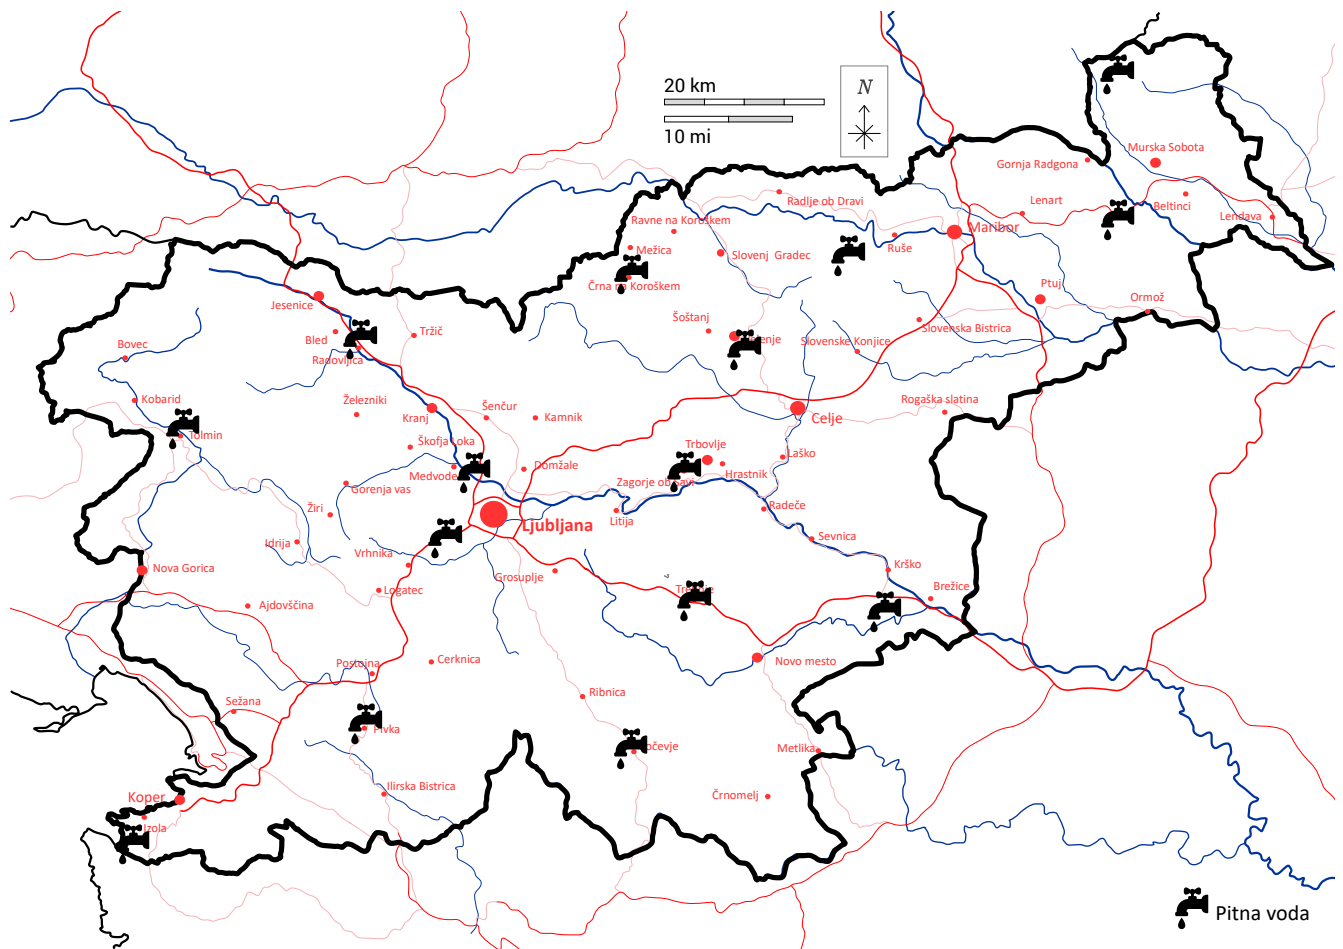 20 km
10 mi
N
Murska Sobota
Gornja Radgona
Radlje ob Dravi
Lenart
Beltinci
Lendava
Ravne na Koroškem
Maribor
Mežica
Slovenj Gradec
Ruše
Črna na Koroškem
Ptuj
Ormož
Jesenice
Šoštanj
Slovenska Bistrica
Tržič
Bled
Slovenske Konjice
Bovec
Radovljica
Kobarid
Železniki
Kranj
Šenčur
Kamnik
Rogaška slatina
Celje
Tolmin
Škofja Loka
Trbovlje
Laško
Medvode
Domžale
Hrastnik
Zagorje ob Savi
Gorenja vas
Žiri
Litija
Radeče
Ljubljana
Idrija
Vrhnika
Sevnica
Nova Gorica
Grosuplje
Krško
Logatec
Brežice
Ajdovščina
Cerknica
Postojna
Novo mesto
Sežana
Ribnica
Pivka
Metlika
Ilirska Bistrica
Koper
Črnomelj
Izola
Pitna voda